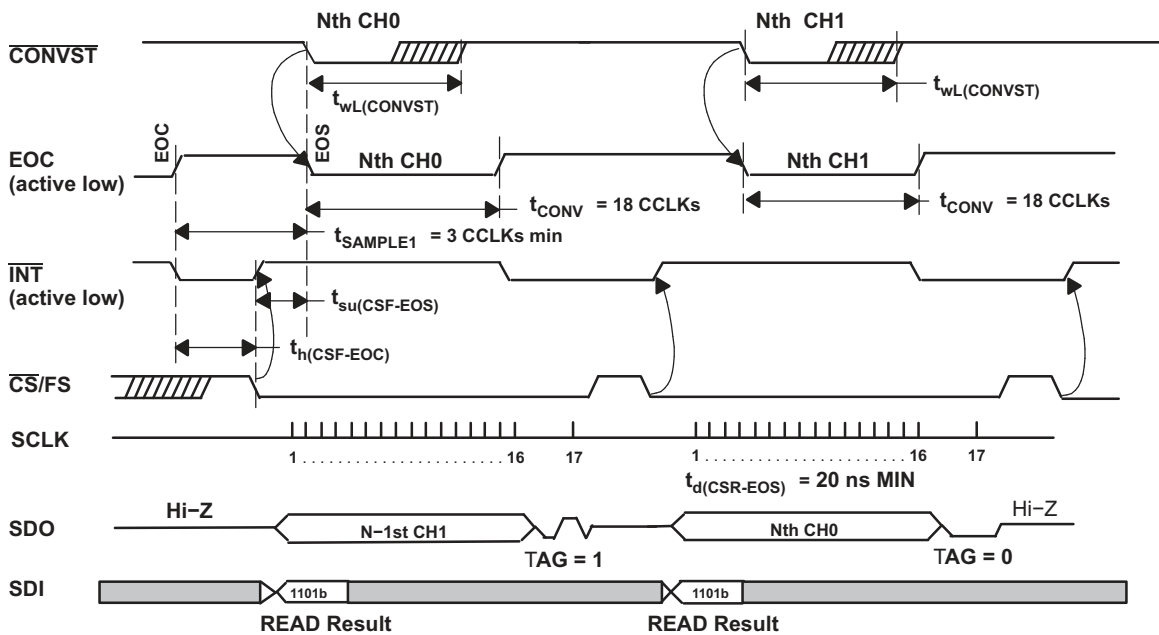 Nth CH0
Nth CH1
CONVST
twL(CONVST)
twL(CONVST)
EOC
EOS
EOC
(active low)
Nth CH0
Nth CH1
tCONV = 18 CCLKs
tCONV = 18 CCLKs
tSAMPLE1 = 3 CCLKs min
INT
(active low)
tsu(CSF-EOS)
th(CSF-EOC)
CS/FS
SCLK
1 . . . . . . . . . . . . . . . . . . . . . . 16 17
1 . . . . . . . . . . . . . . . . . . . . . . 16 17
td(CSR-EOS) = 20 ns MIN
SDO
Hi−Z
N−1st CH1
TAG = 1
Nth CH0
TAG = 0
Hi−Z
SDI
1101b
1101b
READ Result
READ Result